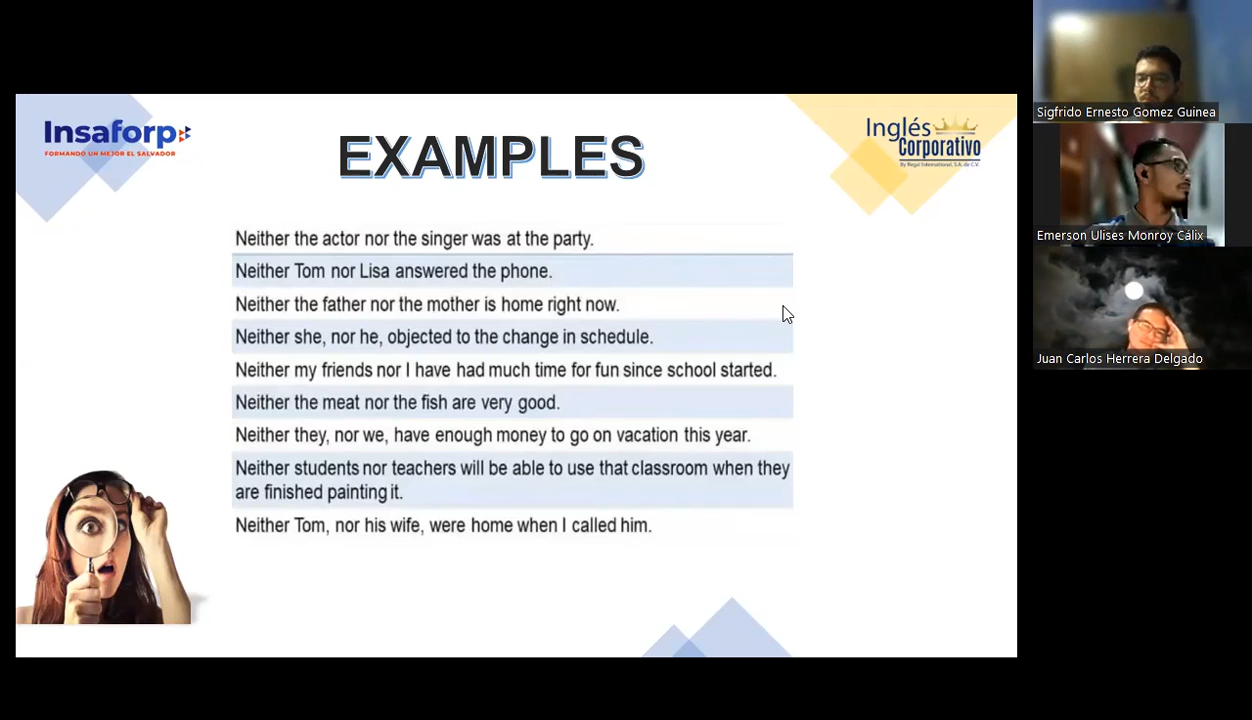 Insaforp
FORMANDO UN MEJOR EL SALVADOR
EXAMPLES
Inglés
Corporativo
By Regal International, S.A. de C.V.
Neither the actor nor the singer was at the party.
Neither Tom nor Lisa answered the phone.
Neither the father nor the mother is home right now.
Neither she, nor he, objected to the change in schedule.
Neither my friends nor I have had much time for fun since school started.
Neither the meat nor the fish are very good.
Neither they, nor we, have enough money to go on vacation this year.
Neither students nor teachers will be able to use that classroom when they
are finished painting it.
Neither Tom, nor his wife, were home when I called him.
Sigfrido Ernesto Gomez Guinea
Emerson Ulises Monroy Cálix
Juan Carlos Herrera Delgado